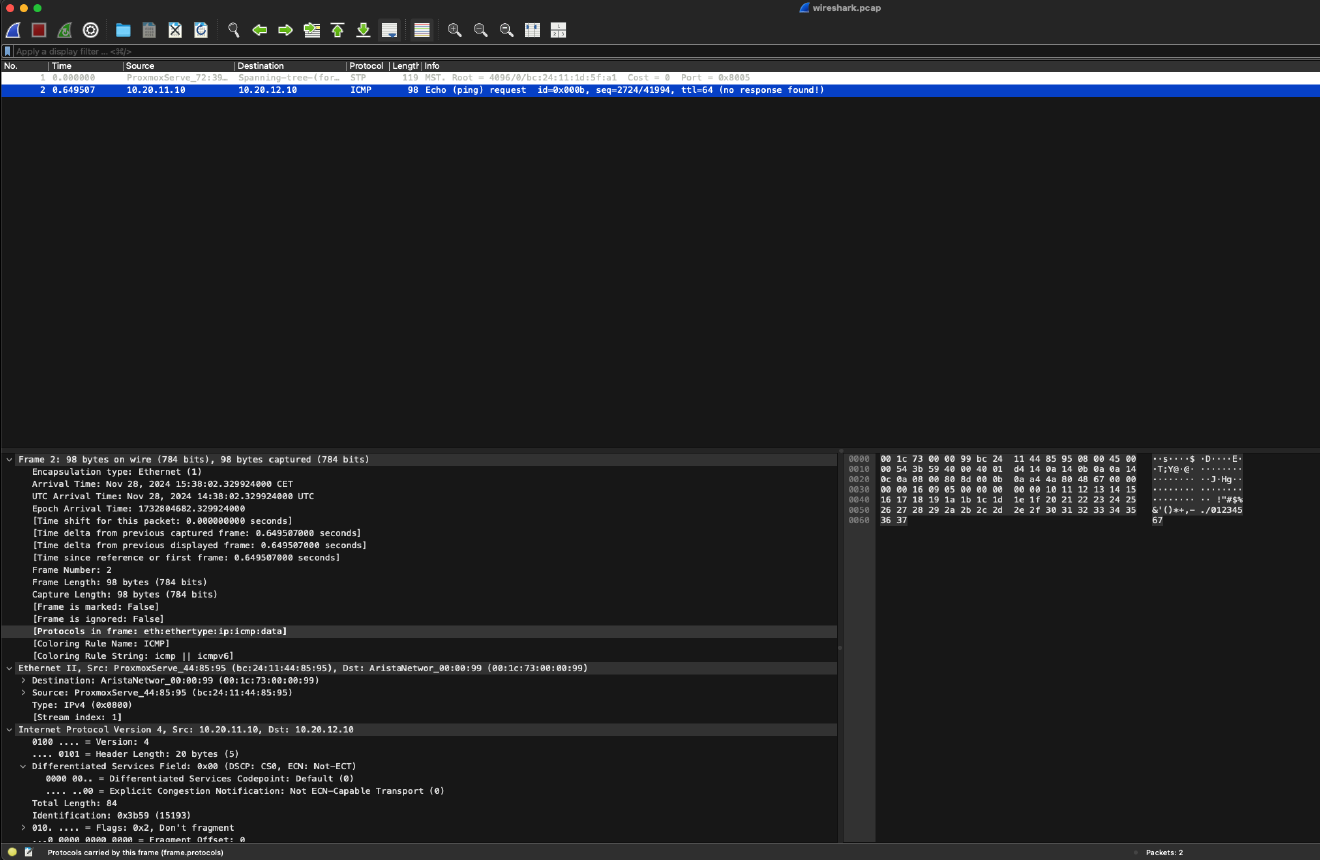 wireshark.pcap
Apply a display filter ... <⌘/>
No. Time Source Destination Protocol Length Info
1 0.000000 ProxmoxServe_72:39… Spanning-tree-(for… STP 119 MST. Root = 4096/0/bc:24:11:1d:5f:a1 Cost = 0 Port = 0x8005
2 0.649507 10.20.11.10 10.20.12.10 ICMP 98 Echo (ping) request id=0x000b, seq=2724/41994, ttl=64 (no response found!)
Frame 2: 98 bytes on wire (784 bits), 98 bytes captured (784 bits)
Encapsulation type: Ethernet (1)
Arrival Time: Nov 28, 2024 15:38:02.329924000 CET
UTC Arrival Time: Nov 28, 2024 14:38:02.329924000 UTC
Epoch Arrival Time: 1732804682.329924000
[Time shift for this packet: 0.000000000 seconds]
[Time delta from previous captured frame: 0.649507000 seconds]
[Time delta from previous displayed frame: 0.649507000 seconds]
[Time since reference or first frame: 0.649507000 seconds]
Frame Number: 2
Frame Length: 98 bytes (784 bits)
Capture Length: 98 bytes (784 bits)
[Frame is marked: False]
[Frame is ignored: False]
[Protocols in frame: eth:ethertype:ip:icmp:data]
[Coloring Rule Name: ICMP]
[Coloring Rule String: icmp || icmpv6]
Ethernet II, Src: ProxmoxServe_44:85:95 (bc:24:11:44:85:95), Dst: AristaNetwor_00:00:99 (00:1c:73:00:00:99)
Destination: AristaNetwor_00:00:99 (00:1c:73:00:00:99)
Source: ProxmoxServe_44:85:95 (bc:24:11:44:85:95)
Type: IPv4 (0x0800)
[Stream index: 1]
Internet Protocol Version 4, Src: 10.20.11.10, Dst: 10.20.12.10
0100 .... = Version: 4
.... 0101 = Header Length: 20 bytes (5)
Differentiated Services Field: 0x00 (DSCP: CS0, ECN: Not-ECT)
0000 00.. = Differentiated Services Codepoint: Default (0)
.... ..00 = Explicit Congestion Notification: Not ECN-Capable Transport (0)
Total Length: 84
Identification: 0x3b59 (15193)
010. .... = Flags: 0x2, Don't fragment
...0 0000 0000 0000 = Fragment Offset: 0
0000 00 1c 73 00 00 99 bc 24 11 44 85 95 08 00 45 00 ··s····$ ·D····E·
0010 00 54 3b 59 40 00 40 01 d4 14 0a 14 0b 0a 0a 14 ·T;Y@·@· ········
0020 0c 0a 08 00 80 8d 00 0b 0a a4 4a 80 48 67 00 00 ········ ··J·Hg··
0030 00 00 16 09 05 00 00 00 00 00 10 11 12 13 14 15 ········ ········
0040 16 17 18 19 1a 1b 1c 1d 1e 1f 20 21 22 23 24 25 ········ ·· !"#$%
0050 26 27 28 29 2a 2b 2c 2d 2e 2f 30 31 32 33 34 35 &'()*+,- ./012345
0060 36 37 67
Protocols carried by this frame (frame.protocols)
Packets: 2